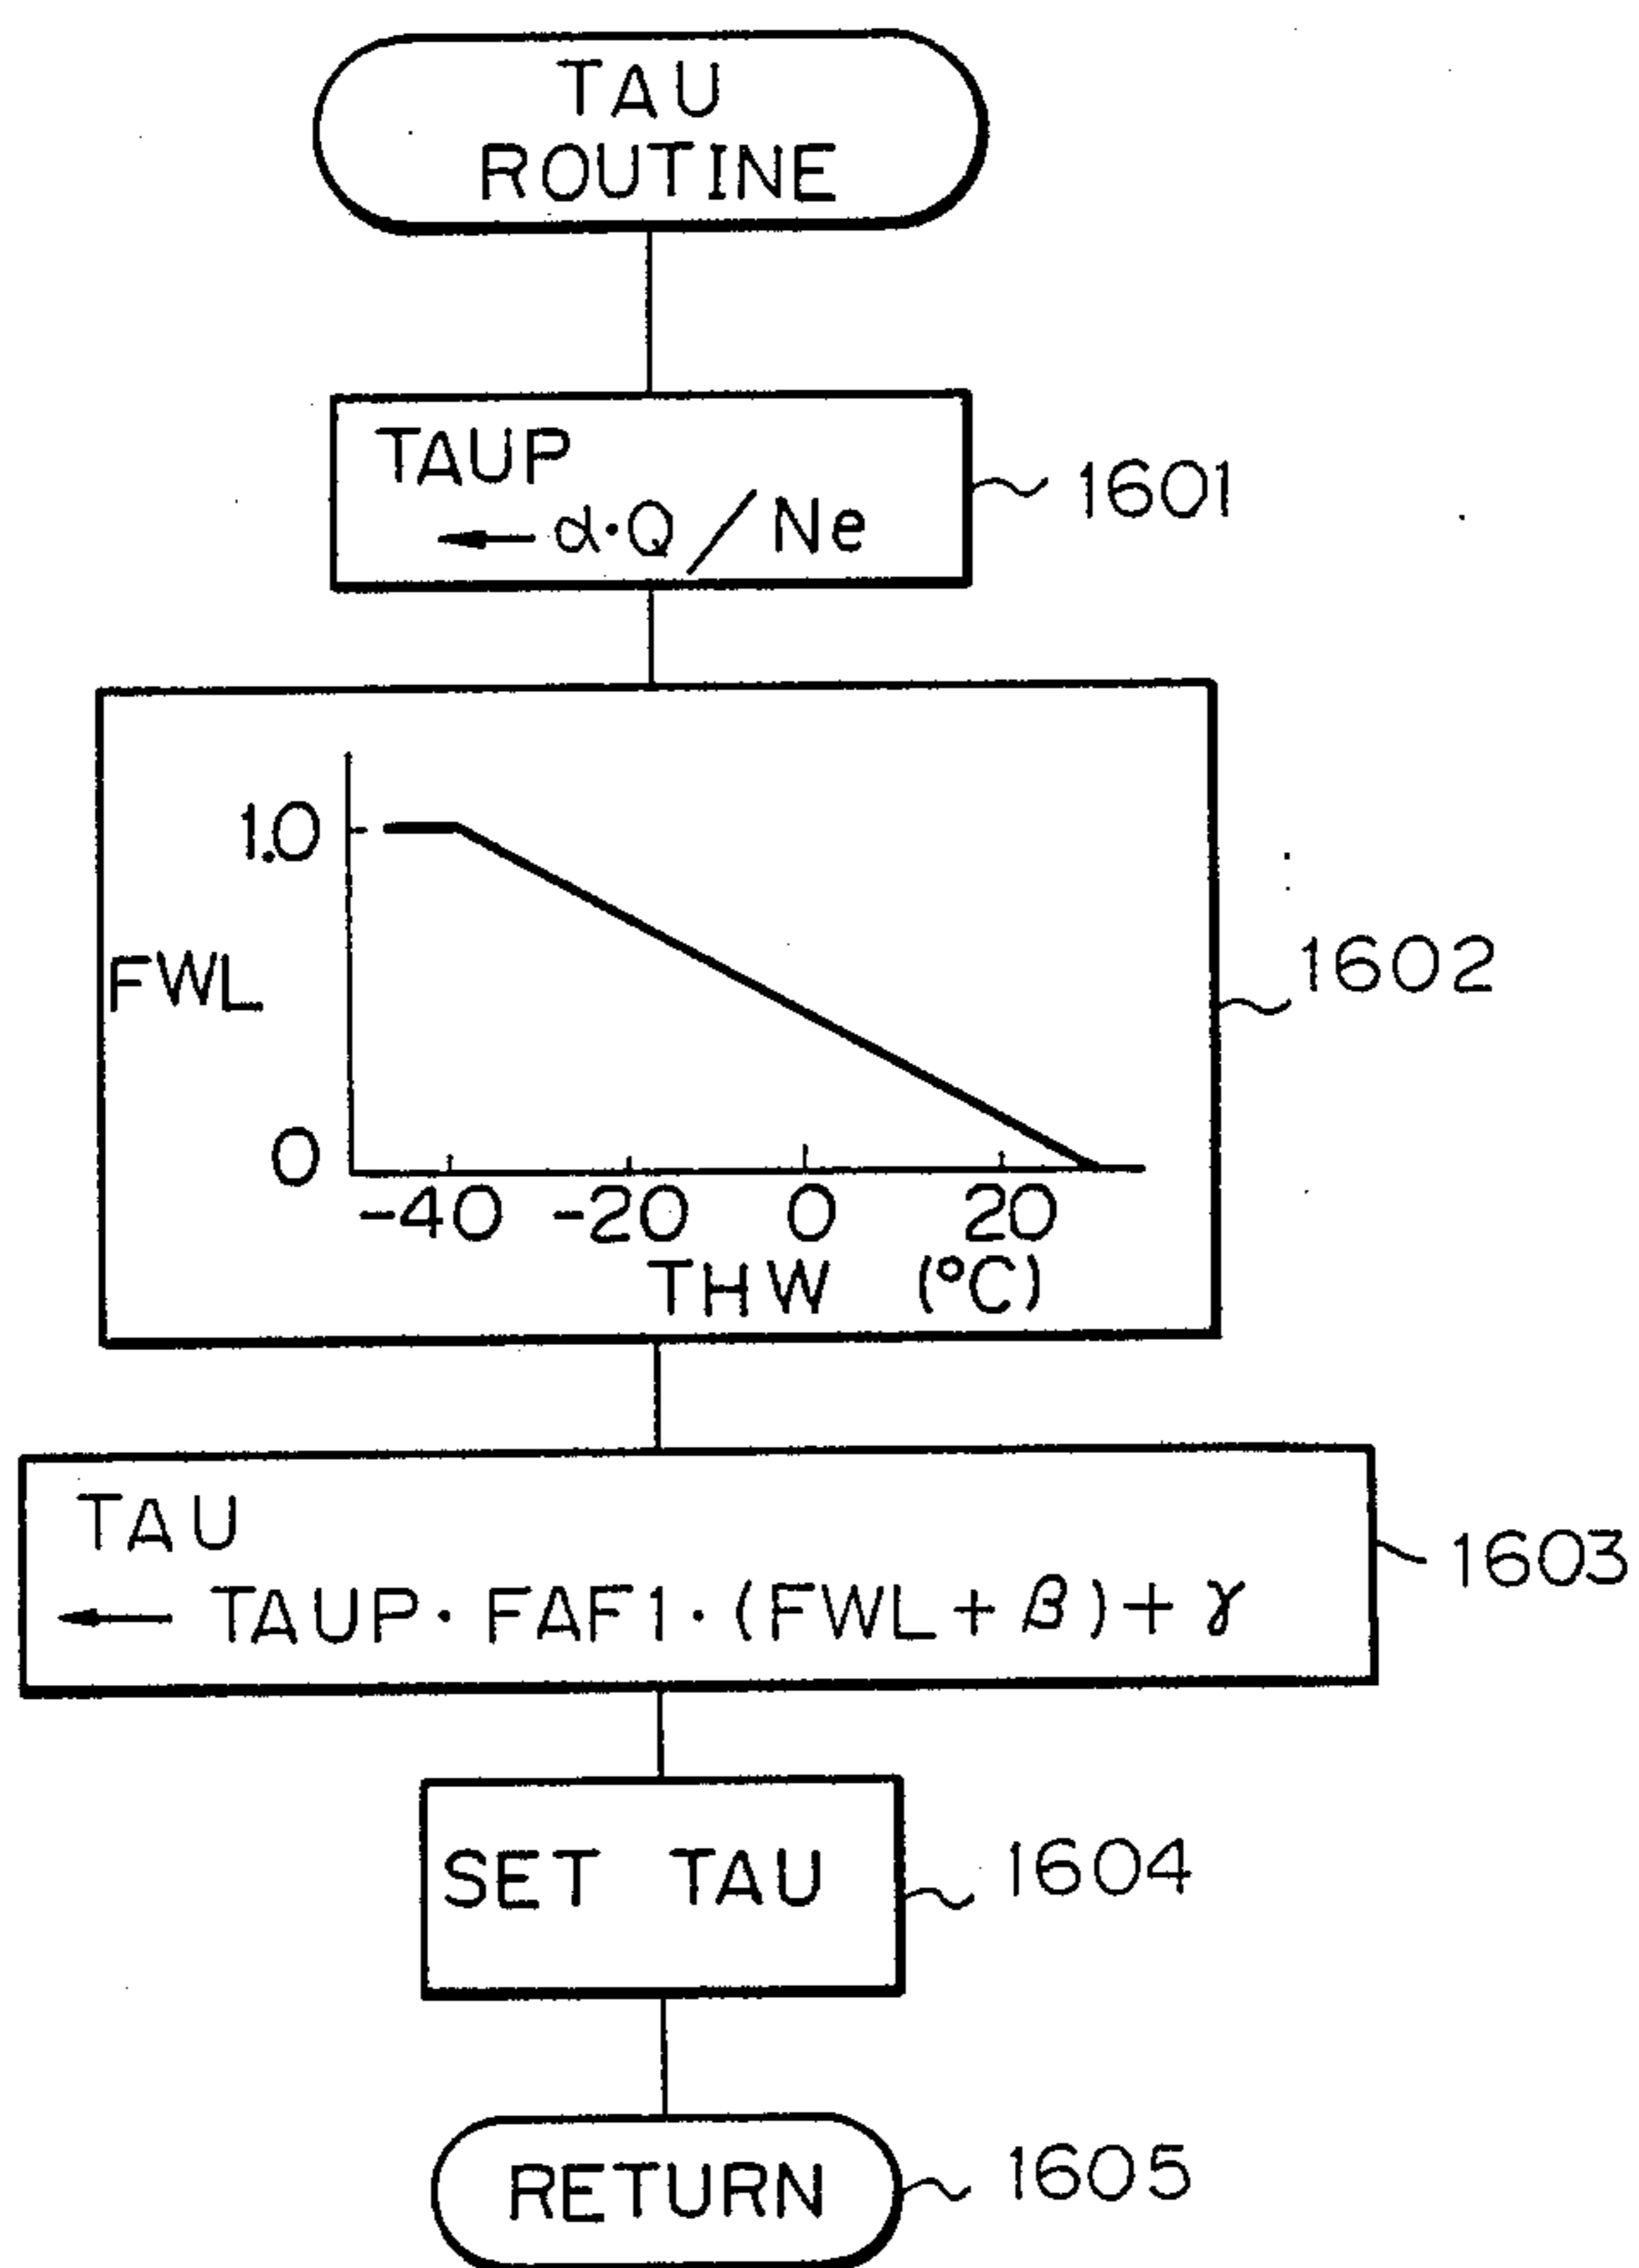 TAU
ROUTINE
TAUP
← α·Q/Ne
1601
1.0
FWL
0
-40 -20 0 20
THW (°C)
1602
TAU
← TAUP·FAF1·(FWL+β)+γ
1603
SET TAU
1604
RETURN
1605